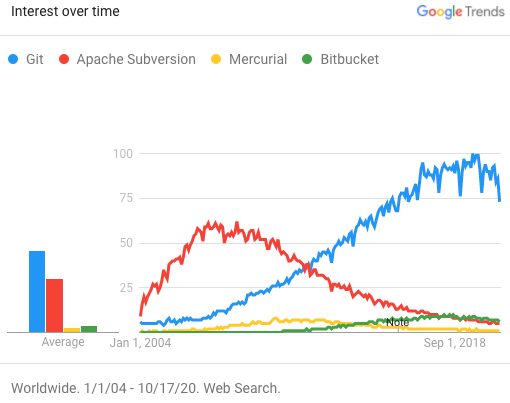 Interest over time
Google Trends
Git Apache Subversion Mercurial Bitbucket
100
75
50
25
Note
Average
Jan 1, 2004
Sep 1, 2018
Worldwide. 1/1/04 - 10/17/20. Web Search.